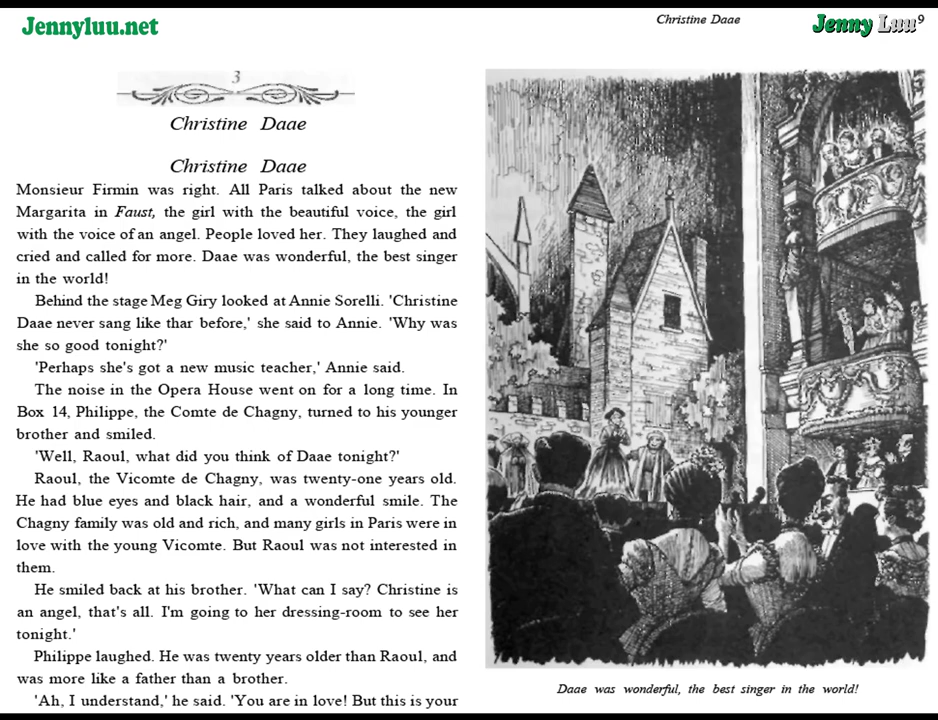 Jennyluu.net
Christine Daae
Jenny Luu 9
3
Christine Daae
Christine Daae
Monsieur Firmin was right. All Paris talked about the new
Margarita in Faust, the girl with the beautiful voice, the girl
with the voice of an angel. People loved her. They laughed and
cried and called for more. Daae was wonderful, the best singer
in the world!
Behind the stage Meg Giry looked at Annie Sorelli. 'Christine
Daae never sang like thar before,' she said to Annie. 'Why was
she so good tonight?'
'Perhaps she's got a new music teacher,' Annie said.
The noise in the Opera House went on for a long time. In
Box 14, Philippe, the Comte de Chagny, turned to his younger
brother and smiled.
'Well, Raoul, what did you think of Daae tonight?'
Raoul, the Vicomte de Chagny, was twenty-one years old.
He had blue eyes and black hair, and a wonderful smile. The
Chagny family was old and rich, and many girls in Paris were in
love with the young Vicomte. But Raoul was not interested in
them.
He smiled back at his brother. 'What can I say? Christine is
an angel, that's all. I'm going to her dressing-room to see her
tonight.'
Philippe laughed. He was twenty years older than Raoul, and
was more like a father than a brother.
'Ah, I understand,' he said. 'You are in love! But this is your
Daae was wonderful, the best singer in the world!